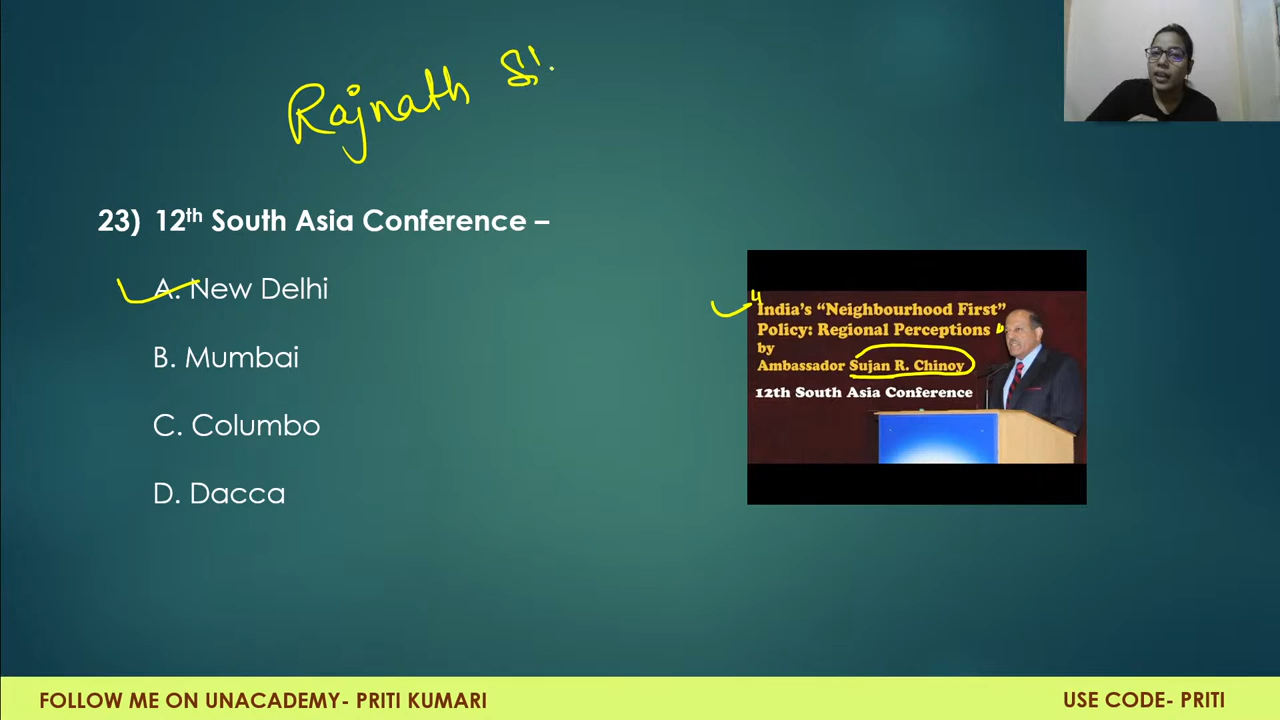 Rajnath
23) 12th South Asia Conference –
A. New Delhi
B. Mumbai
C. Columbo
D. Dacca
India's "Neighbourhood First"
Policy: Regional Perceptions
by
Ambassador Sujan R. Chinoy
12th South Asia Conference
FOLLOW ME ON UNACADEMY- PRITI KUMARI
USE CODE- PRITI